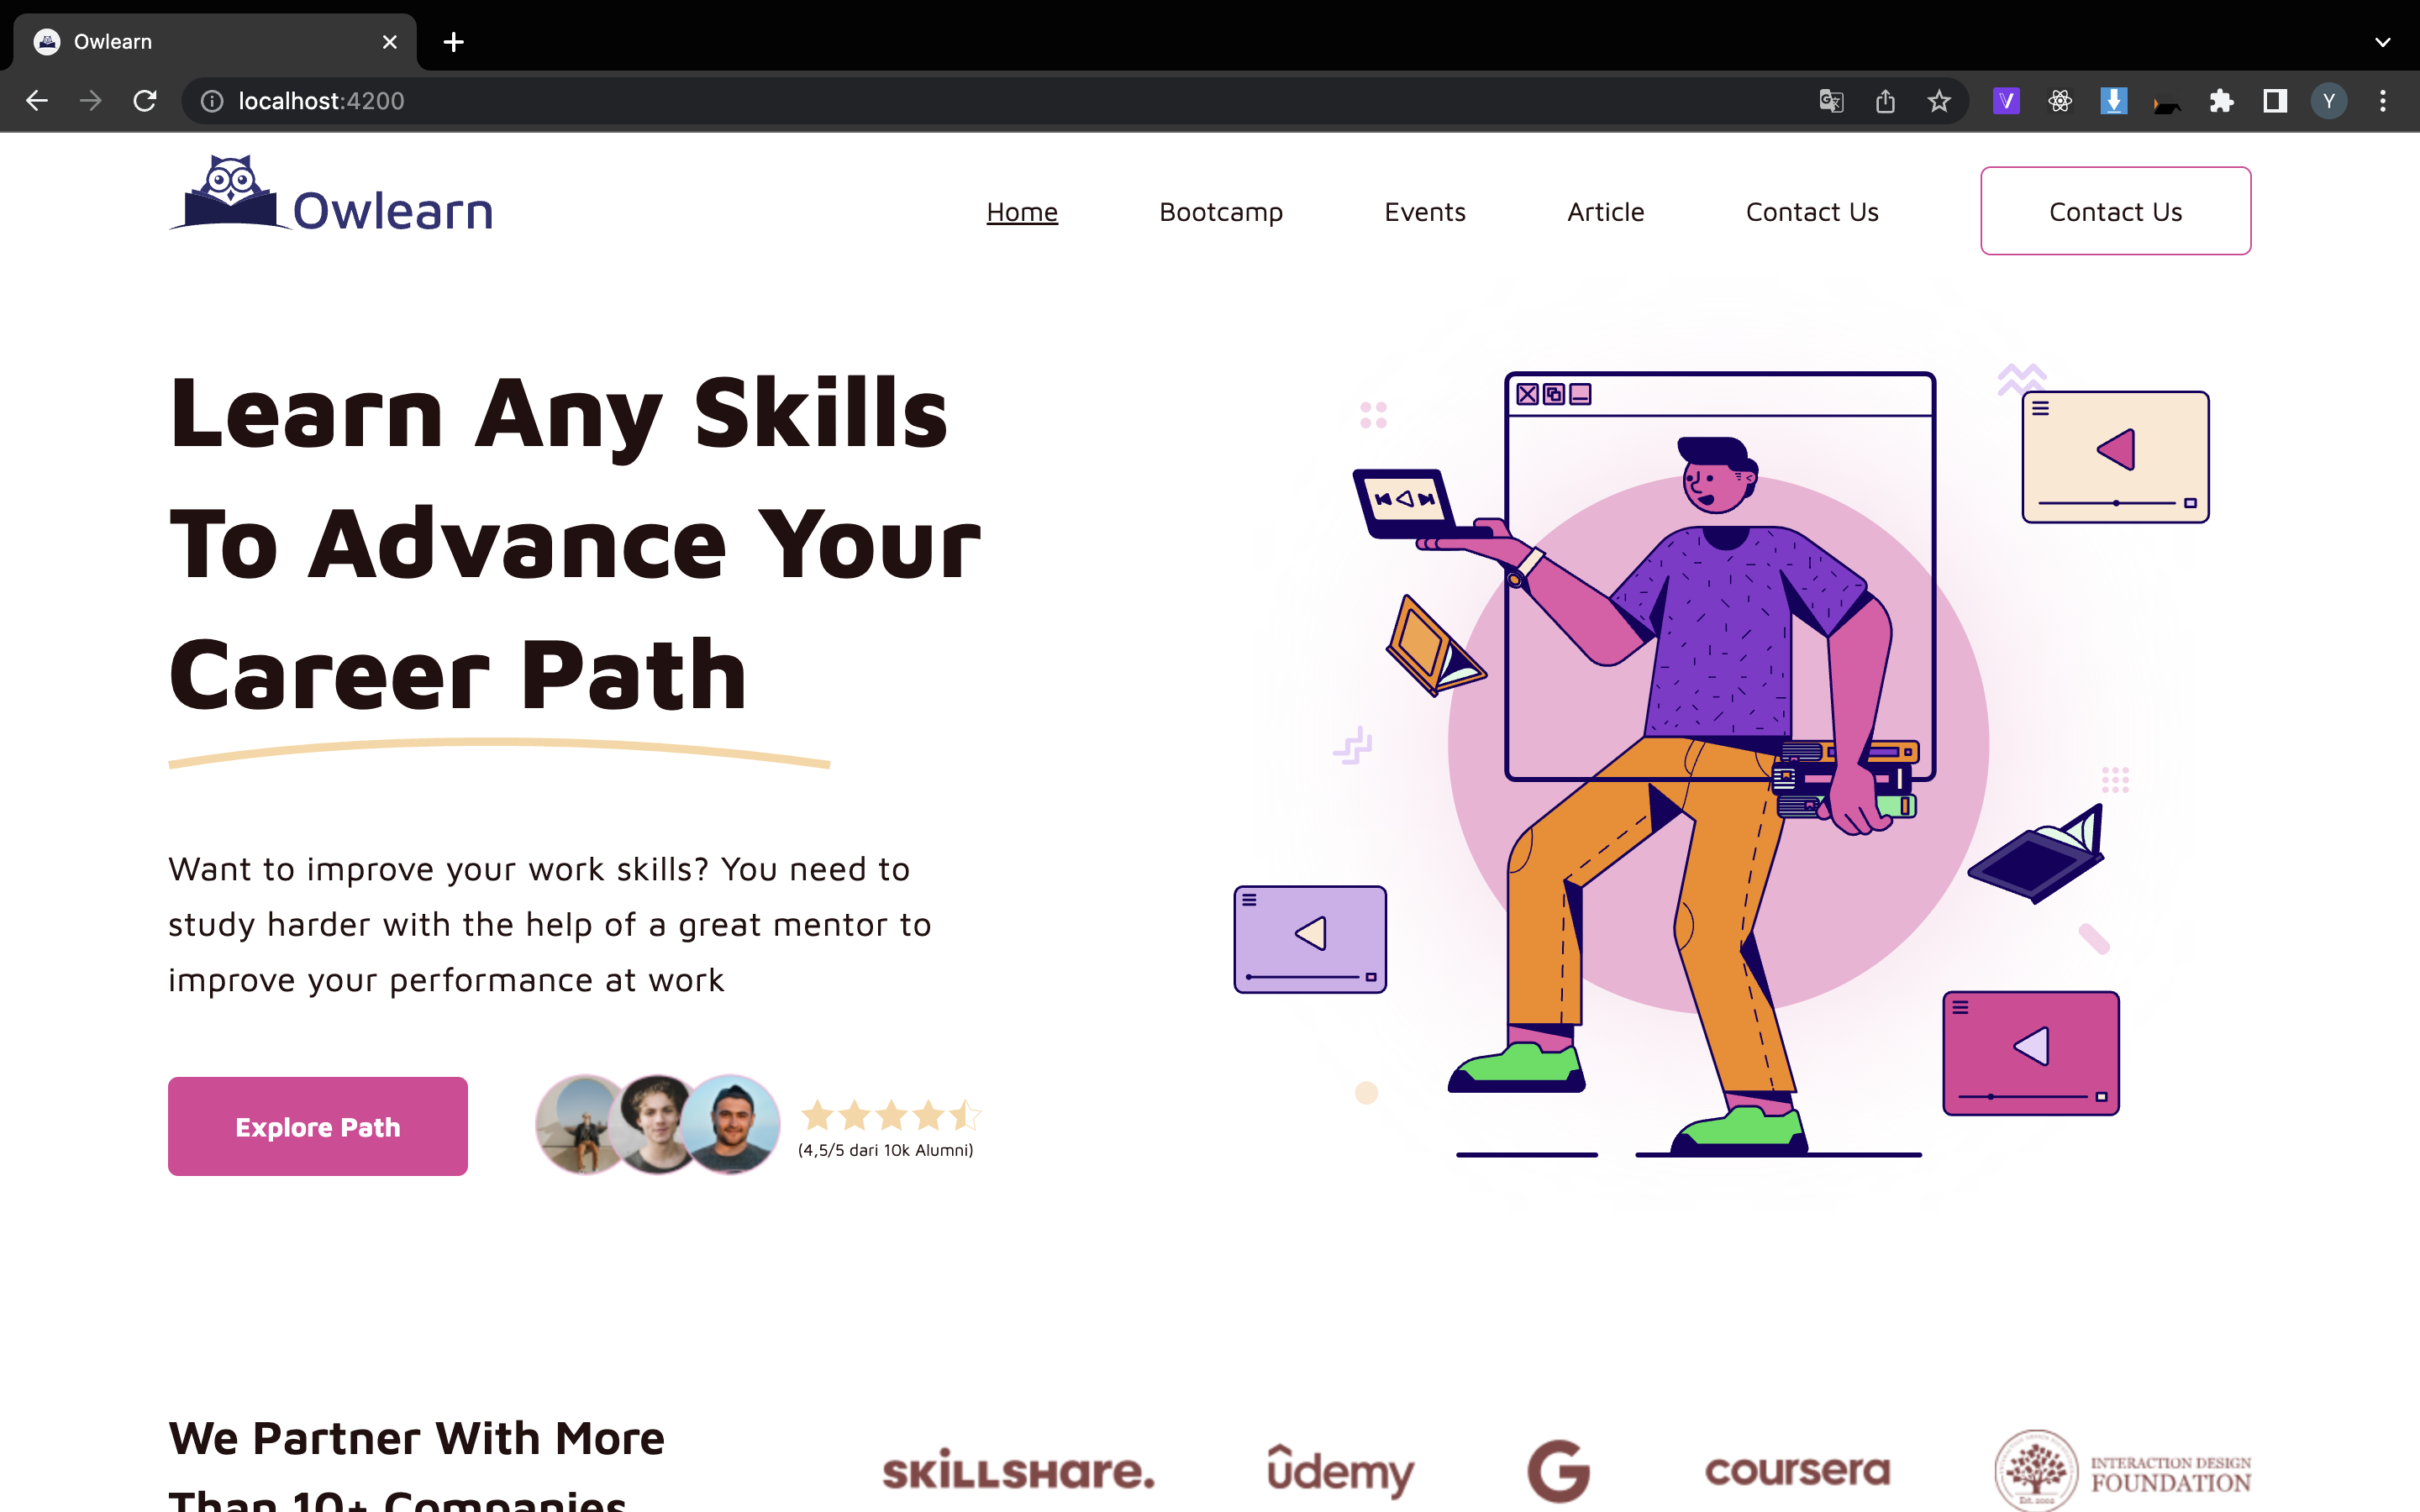 Owlearn
localhost:4200
Y
Owlearn
Home
Bootcamp
Events
Article
Contact Us
Contact Us
Learn Any Skills
To Advance Your
Career Path
Want to improve your work skills? You need to
study harder with the help of a great mentor to
improve your performance at work
Explore Path
(4,5/5 dari 10k Alumni)
We Partner With More
Than 10+ Companies
SKILLSHare.
udemy
G
coursera
INTERACTION DESIGN
FOUNDATION
Est. 2002